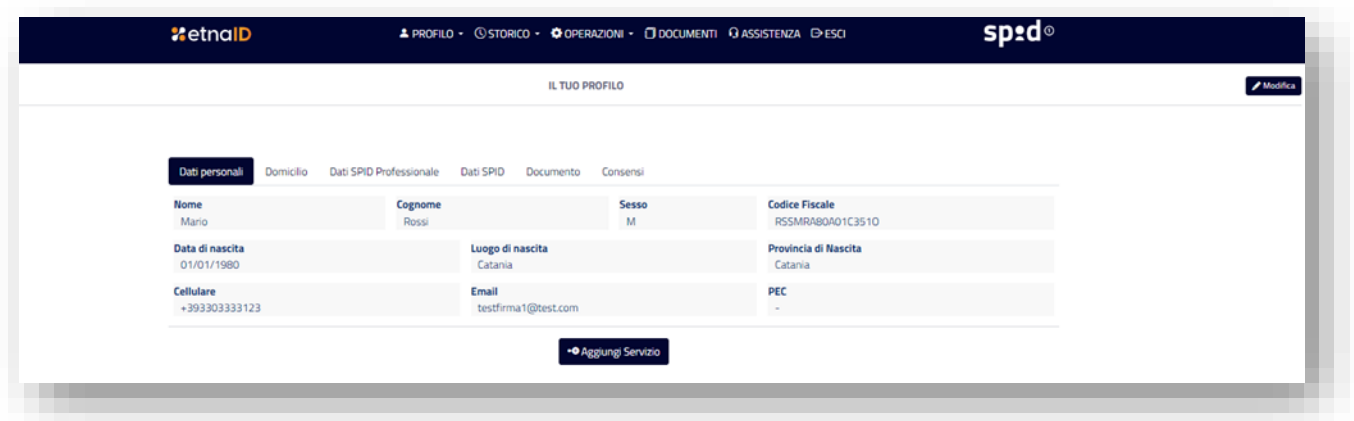 etnaID PROFILO STORICO OPERAZIONI DOCUMENTI ASSISTENZA ESCI spid
IL TUO PROFILO Modifica
Dati personali Domicilio Dati SPID Professionale Dati SPID Documento Consensi
Nome Cognome Sesso Codice Fiscale
Mario Rossi M RSSMRA80A01C351O
Data di nascita Luogo di nascita Provincia di Nascita
01/01/1980 Catania Catania
Cellulare Email PEC
+393303333123 testfirma1@test.com -
Aggiungi Servizio